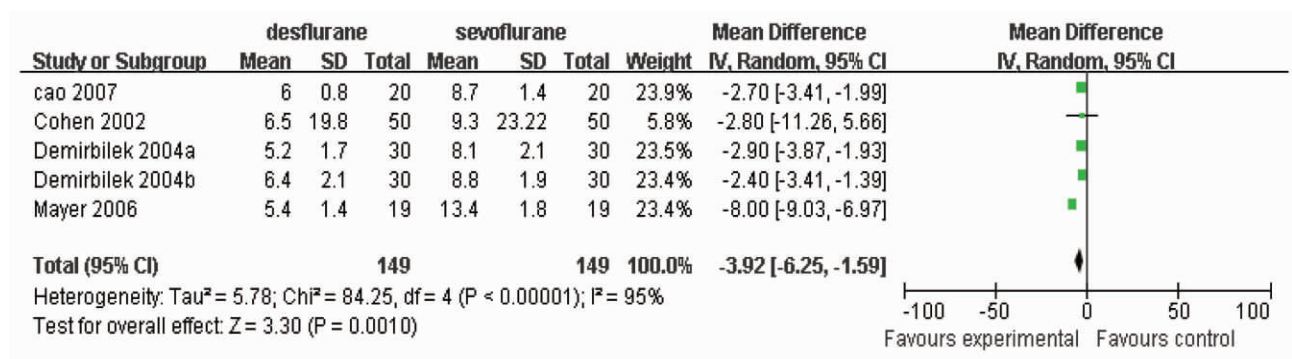 desflurane sevoflurane Mean Difference Mean Difference
Study or Subgroup Mean SD Total Mean SD Total Weight IV, Random, 95% CI IV, Random, 95% CI
cao 2007 6 0.8 20 8.7 1.4 20 23.9% -2.70 [-3.41, -1.99]
Cohen 2002 6.5 19.8 50 9.3 23.22 50 5.8% -2.80 [-11.26, 5.66]
Demirbilek 2004a 5.2 1.7 30 8.1 2.1 30 23.5% -2.90 [-3.87, -1.93]
Demirbilek 2004b 6.4 2.1 30 8.8 1.9 30 23.4% -2.40 [-3.41, -1.39]
Mayer 2006 5.4 1.4 19 13.4 1.8 19 23.4% -8.00 [-9.03, -6.97]
Total (95% CI) 149 149 100.0% -3.92 [-6.25, -1.59]
Heterogeneity: Tau² = 5.78; Chi² = 84.25, df = 4 (P < 0.00001); I² = 95%
Test for overall effect: Z = 3.30 (P = 0.0010)
-100 -50 0 50 100
Favours experimental Favours control